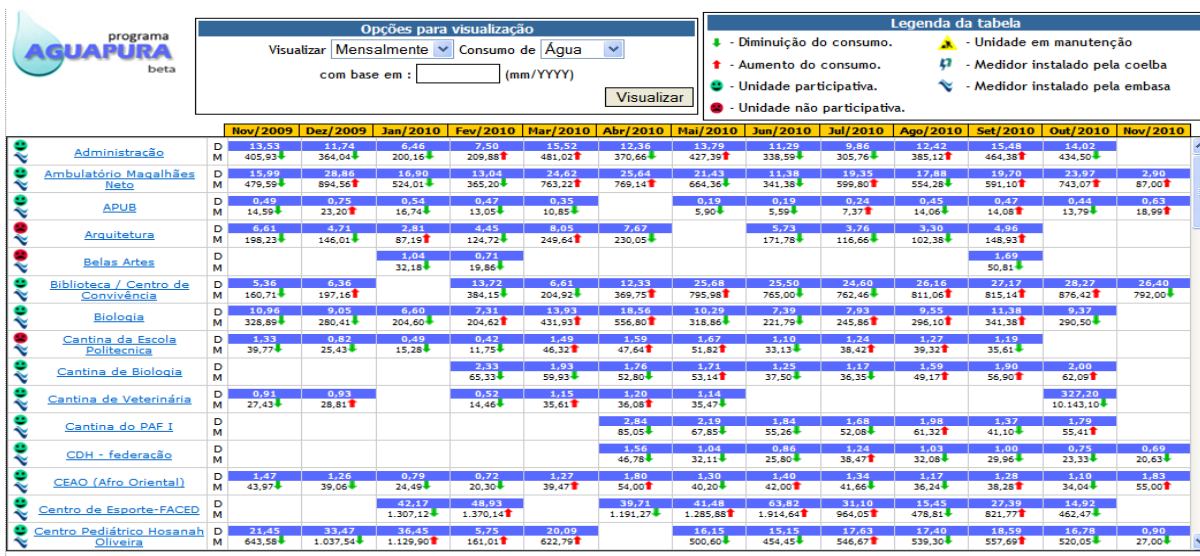 programa
AGUAPURA
beta
Opções para visualização
Visualizar Mensalmente Consumo de Água
com base em : (mm/YYYY)
Visualizar
Legenda da tabela
- Diminuição do consumo. - Unidade em manutenção
- Aumento do consumo. - Medidor instalado pela coelba
- Unidade participativa. - Medidor instalado pela embasa
- Unidade não participativa.
Nov/2009 Dez/2009 Jan/2010 Fev/2010 Mar/2010 Abr/2010 Mai/2010 Jun/2010 Jul/2010 Ago/2010 Set/2010 Out/2010 Nov/2010
Administração
D 13,53 11,74 6,46 7,50 15,52 12,36 13,79 11,29 9,86 12,42 15,48 14,02
M 405,93 364,04 200,16 209,88 481,02 370,66 427,39 338,59 305,76 385,12 464,38 434,50
Ambulatório Magalhães
Neto
D 15,99 28,86 16,90 13,04 24,62 25,64 21,43 11,38 19,35 17,88 19,70 23,97 2,90
M 479,59 894,56 524,01 365,20 763,22 769,14 664,36 341,38 599,80 554,28 591,10 743,07 87,00
APUB
D 0,49 0,75 0,54 0,47 0,35 0,19 0,19 0,24 0,45 0,47 0,44 0,63
M 14,59 23,20 16,74 13,05 10,85 5,90 5,59 7,37 14,06 14,08 13,79 18,99
Arquitetura
D 6,61 4,71 2,81 4,45 8,05 7,67 5,73 3,76 3,30 4,96
M 198,23 146,01 87,19 124,72 249,64 230,05 171,78 116,66 102,38 148,93
Belas Artes
D 1,04 0,71 1,69
M 32,18 19,86 50,81
Biblioteca / Centro de
Convivência
D 5,36 6,36 13,72 6,61 12,33 25,68 25,50 24,60 26,16 27,17 28,27 26,40
M 160,71 197,16 384,15 204,92 369,75 795,98 765,00 762,46 811,06 815,14 876,42 792,00
Biologia
D 10,96 9,05 6,60 7,31 13,93 18,56 10,29 7,39 7,93 9,55 11,38 9,37
M 328,89 280,41 204,60 204,62 431,93 556,80 318,86 221,79 245,86 296,10 341,38 290,50
Cantina da Escola
Politecnica
D 1,33 0,82 0,49 0,42 1,49 1,59 1,67 1,10 1,24 1,27 1,19
M 39,77 25,43 15,28 11,75 46,32 47,64 51,82 33,13 38,42 39,32 35,61
Cantina de Biologia
D 2,33 1,93 1,76 1,71 1,25 1,17 1,59 1,90 2,00
M 65,33 59,93 52,80 53,14 37,50 36,35 49,17 56,90 62,09
Cantina de Veterinária
D 0,91 0,93 0,52 1,15 1,20 1,14 327,20
M 27,43 28,81 14,46 35,61 36,08 35,47 10.143,10
Cantina do PAF I
D 2,84 2,19 1,84 1,68 1,98 1,37 1,79
M 85,05 67,85 55,26 52,08 61,32 41,10 55,41
CDH - federação
D 1,56 1,04 0,86 1,24 1,03 1,00 0,75 0,69
M 46,78 32,11 25,80 38,47 32,08 29,96 23,33 20,63
CEAO (Afro Oriental)
D 1,47 1,26 0,79 0,72 1,27 1,80 1,30 1,40 1,34 1,17 1,28 1,10 1,83
M 43,97 39,06 24,49 20,30 39,47 54,00 40,20 42,00 41,66 36,24 38,28 34,04 55,00
Centro de Esporte-FACED
D 42,17 48,93 39,71 41,48 63,82 31,10 15,45 27,39 14,92
M 1.307,12 1.370,14 1.191,27 1.285,88 1.914,64 964,05 478,81 821,77 462,47
Centro Pediátrico Hosanah
Oliveira
D 21,45 33,47 36,45 5,75 20,09 16,15 15,15 17,63 17,40 18,59 16,78 0,90
M 643,58 1.037,54 1.129,90 161,01 622,79 500,60 454,45 546,67 539,30 557,69 520,05 27,00